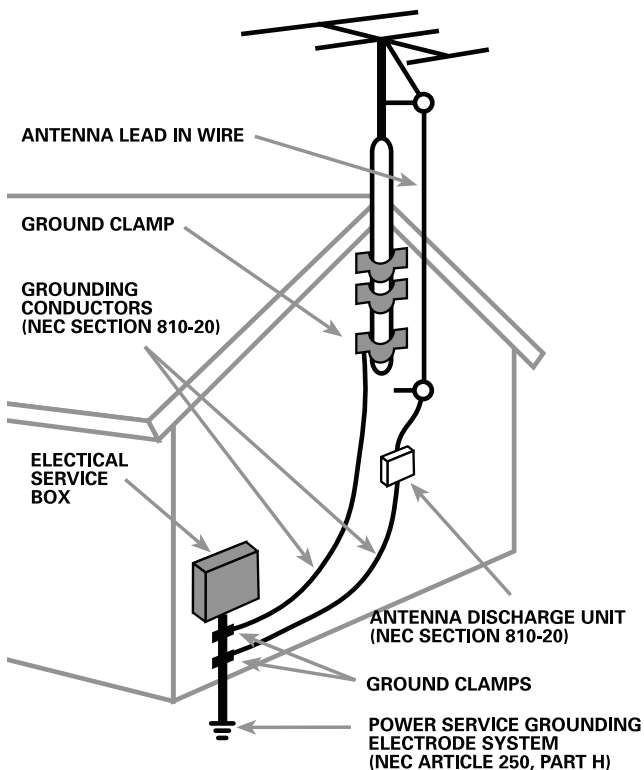 ANTENNA LEAD IN WIRE
GROUND CLAMP
GROUNDING
CONDUCTORS
(NEC SECTION 810-20)
ELECTICAL
SERVICE
BOX
ANTENNA DISCHARGE UNIT
(NEC SECTION 810-20)
GROUND CLAMPS
POWER SERVICE GROUNDING
ELECTRODE SYSTEM
(NEC ARTICLE 250, PART H)